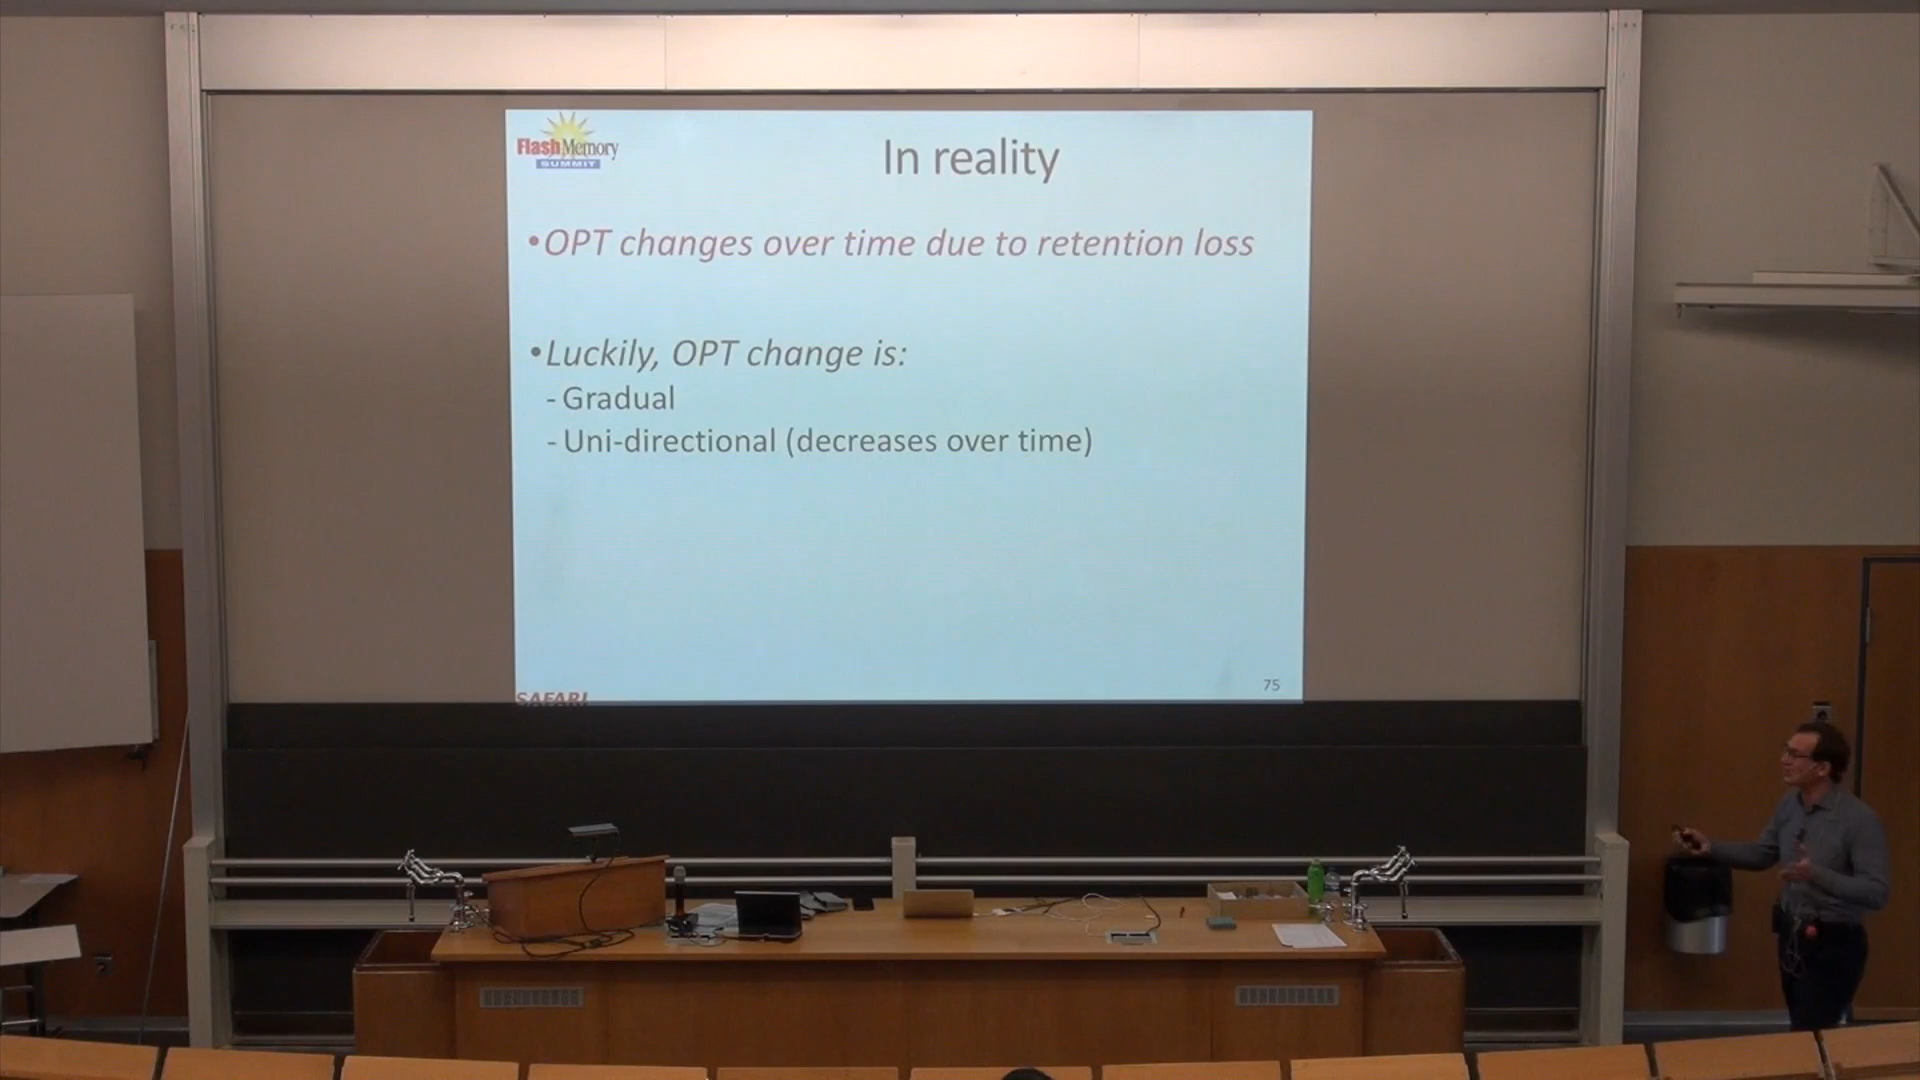 Flash Memory
SUMMIT
In reality
•OPT changes over time due to retention loss
•Luckily, OPT change is:
- Gradual
- Uni-directional (decreases over time)
SAFARI
75